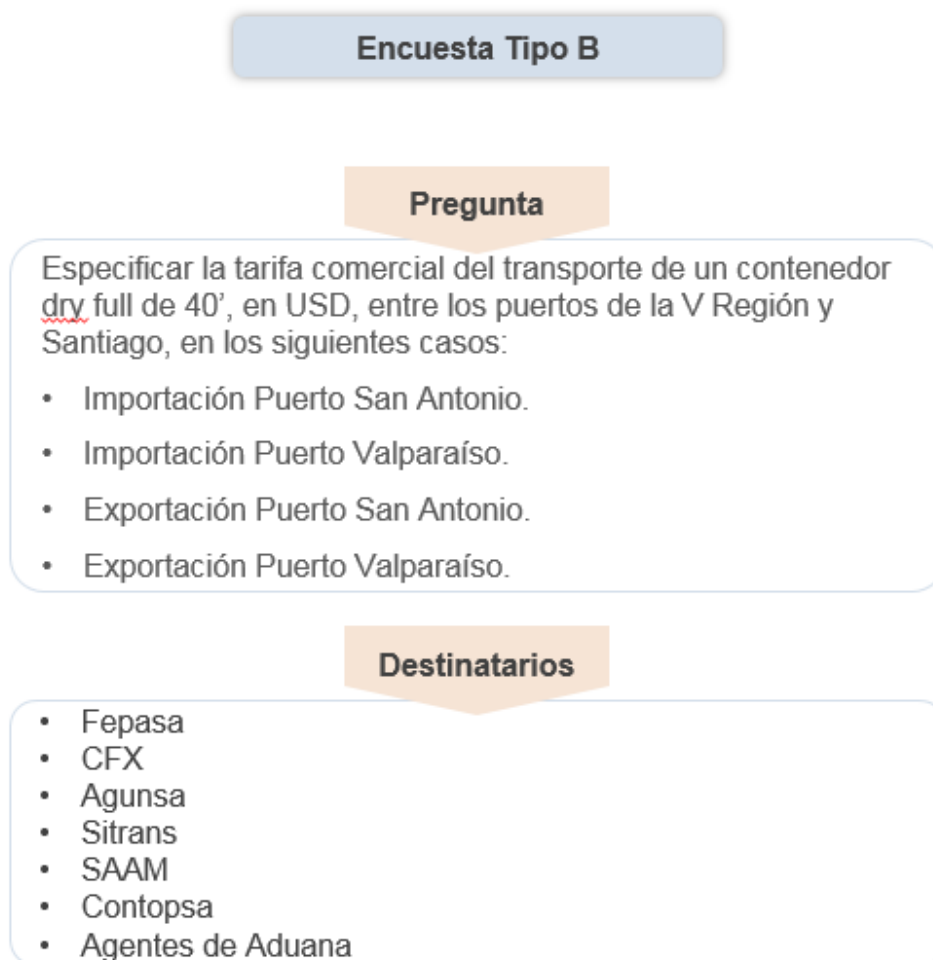 Encuesta Tipo B
Pregunta
Especificar la tarifa comercial del transporte de un contenedor
dry full de 40’, en USD, entre los puertos de la V Región y
Santiago, en los siguientes casos:
• Importación Puerto San Antonio.
• Importación Puerto Valparaíso.
• Exportación Puerto San Antonio.
• Exportación Puerto Valparaíso.
Destinatarios
• Fepasa
• CFX
• Agunsa
• Sitrans
• SAAM
• Contopsa
• Agentes de Aduana